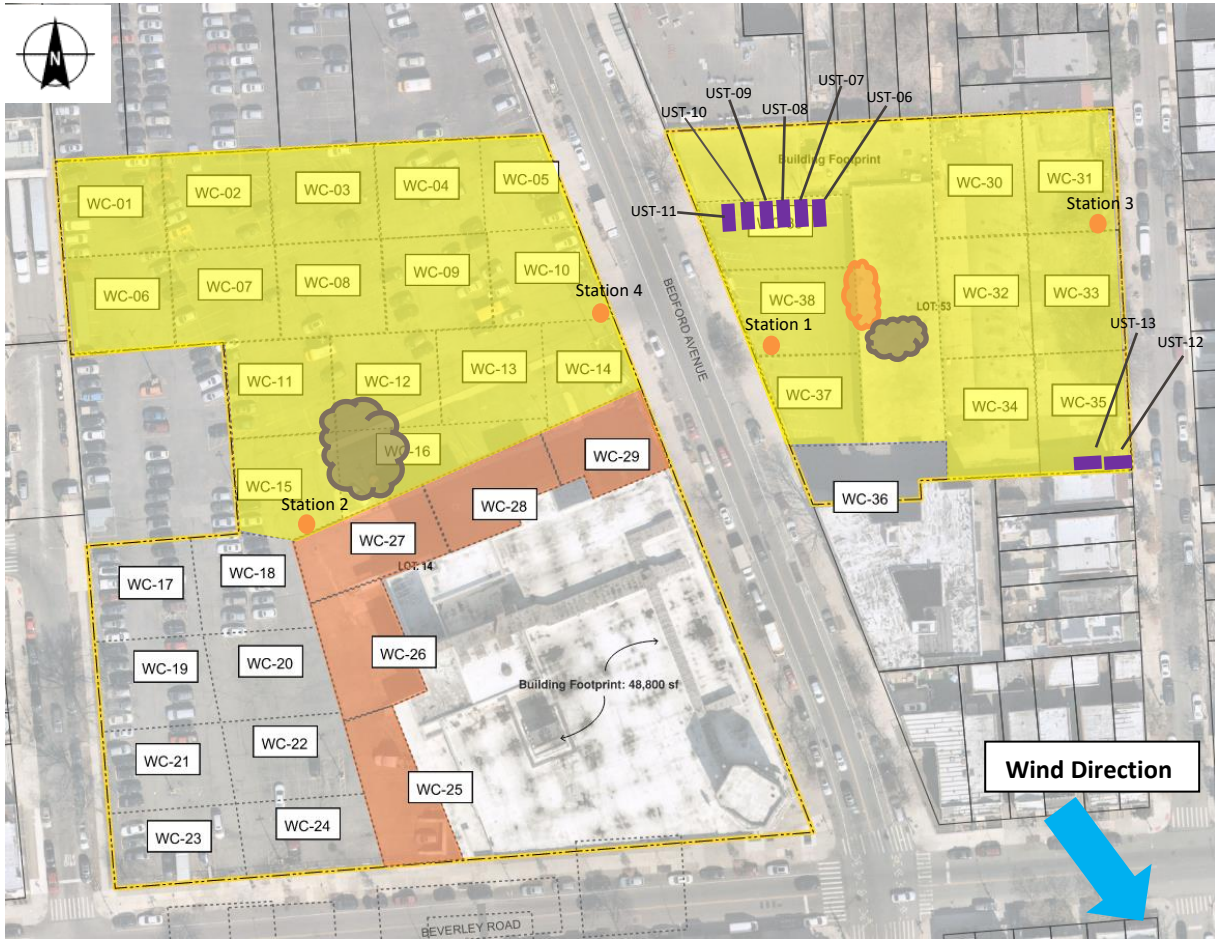 N
UST-07
UST-09
UST-08
UST-06
UST-10
Building Footprint
WC-01
WC-02
WC-03
WC-04
WC-05
WC-30
WC-31
UST-11
Station 3
WC-06
WC-07
WC-08
WC-09
WC-10
Station 4
BEDFORD AVENUE
WC-38
LOT: 53
WC-32
WC-33
Station 1
UST-13
UST-12
WC-11
WC-12
WC-13
WC-14
WC-37
WC-34
WC-35
WC-15
WC-16
WC-29
Station 2
WC-28
WC-36
WC-27
LOT: 14
WC-17
WC-18
WC-19
WC-20
WC-26
Building Footprint: 48,800 sf
WC-21
WC-22
WC-25
Wind Direction
WC-23
WC-24
BEVERLEY ROAD